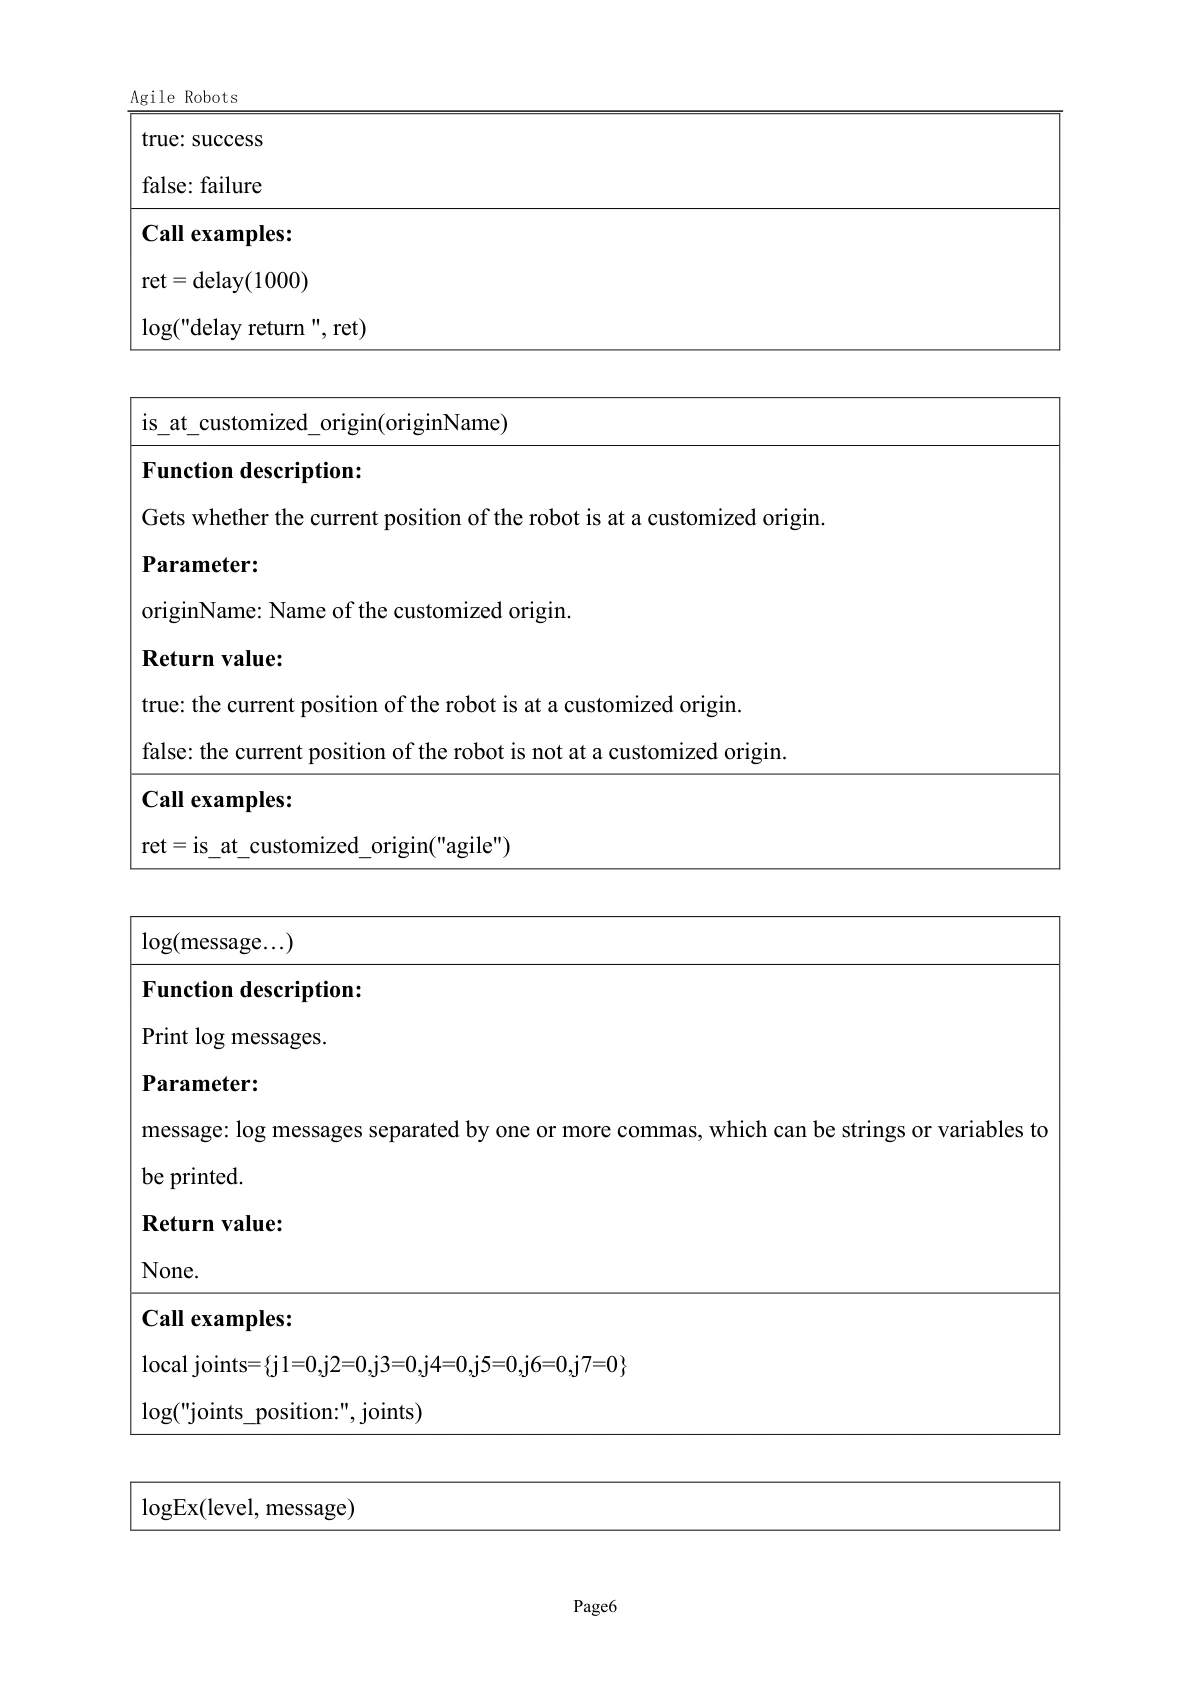 Agile Robots
true: success
false: failure
Call examples:
ret = delay(1000)
log("delay return ", ret)
is_at_customized_origin(originName)
Function description:
Gets whether the current position of the robot is at a customized origin.
Parameter:
originName: Name of the customized origin.
Return value:
true: the current position of the robot is at a customized origin.
false: the current position of the robot is not at a customized origin.
Call examples:
ret = is_at_customized_origin("agile")
log(message…)
Function description:
Print log messages.
Parameter:
message: log messages separated by one or more commas, which can be strings or variables to
be printed.
Return value:
None.
Call examples:
local joints={j1=0,j2=0,j3=0,j4=0,j5=0,j6=0,j7=0}
log("joints_position:", joints)
logEx(level, message)
Page6